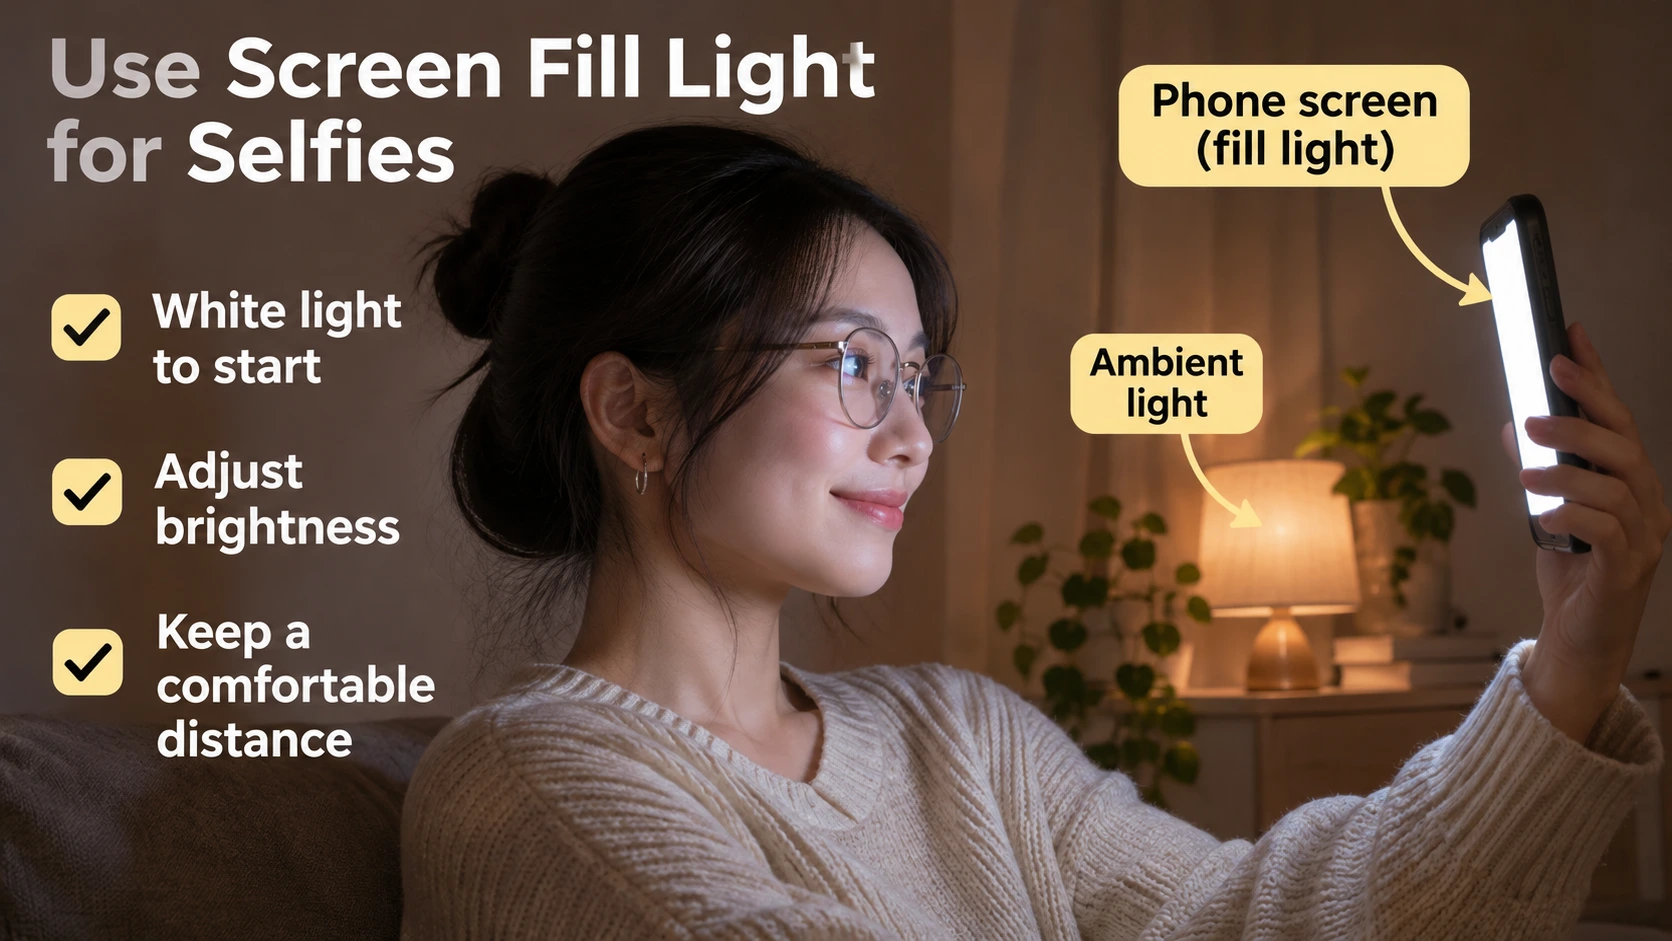 Use Screen Fill Light
for Selfies
White light
to start
Adjust
brightness
Keep a
comfortable
distance
Phone screen
(fill light)
Ambient
light